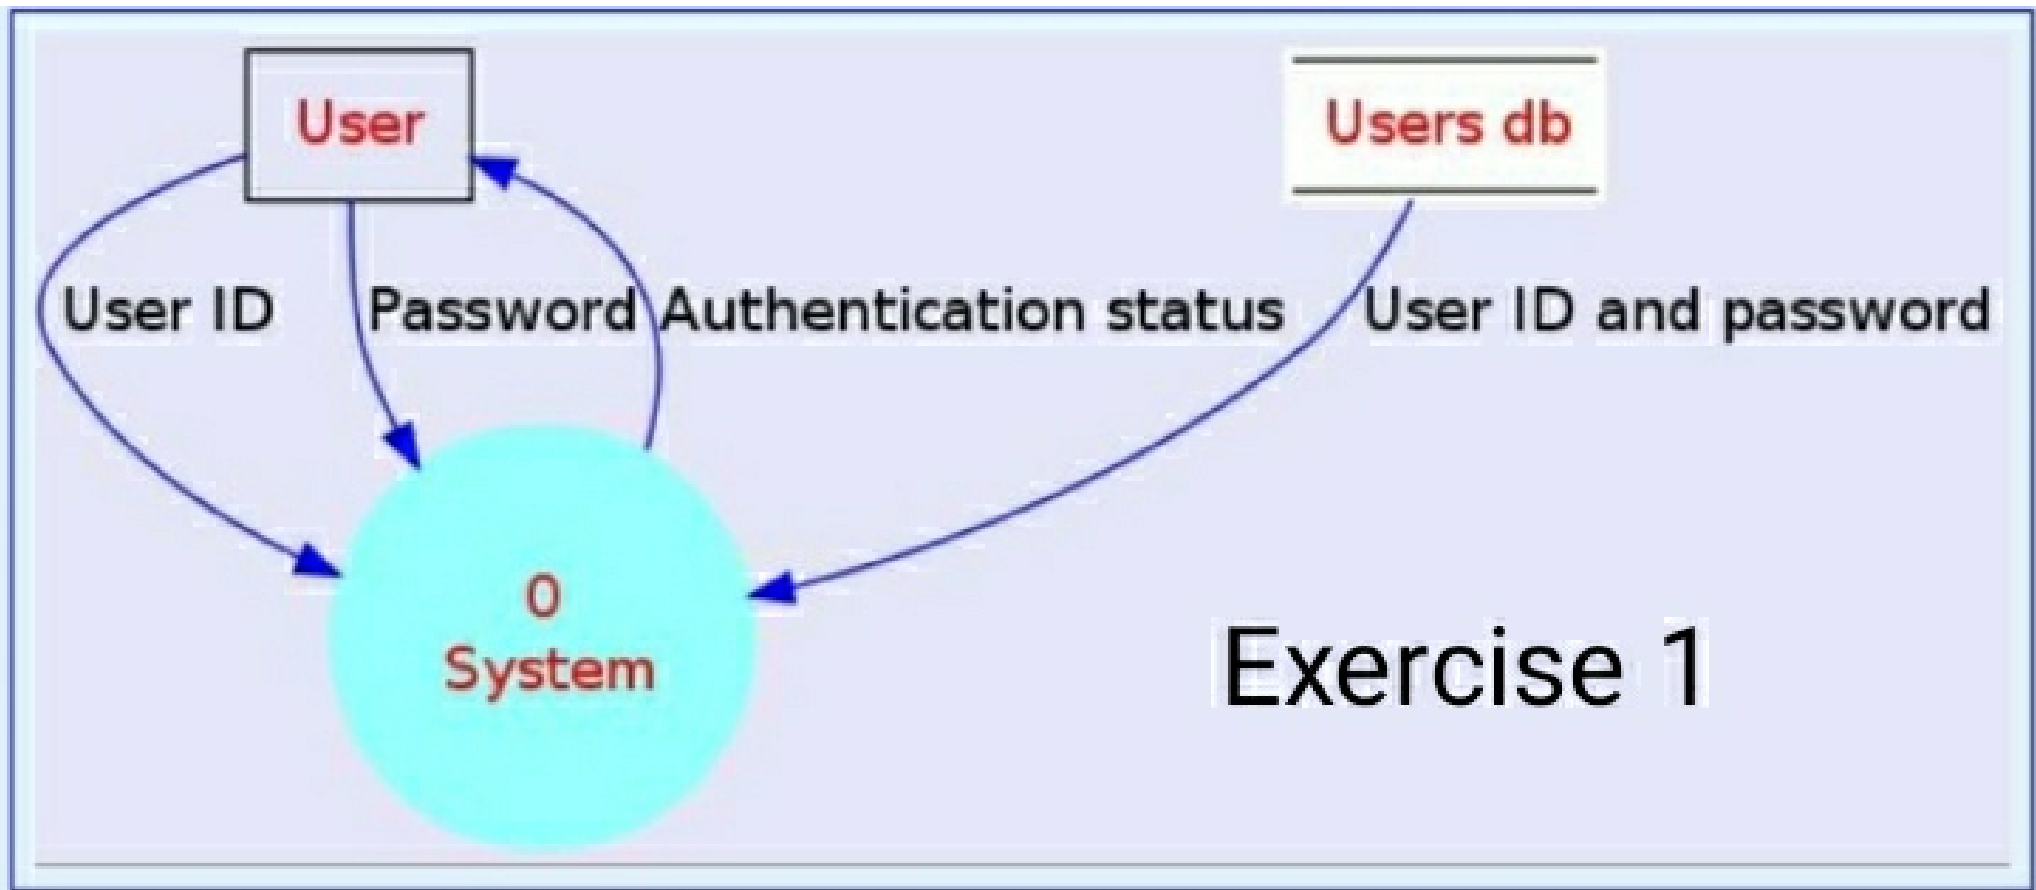 User
Users db
User ID
Password
Authentication status
User ID and password
0
System
Exercise 1